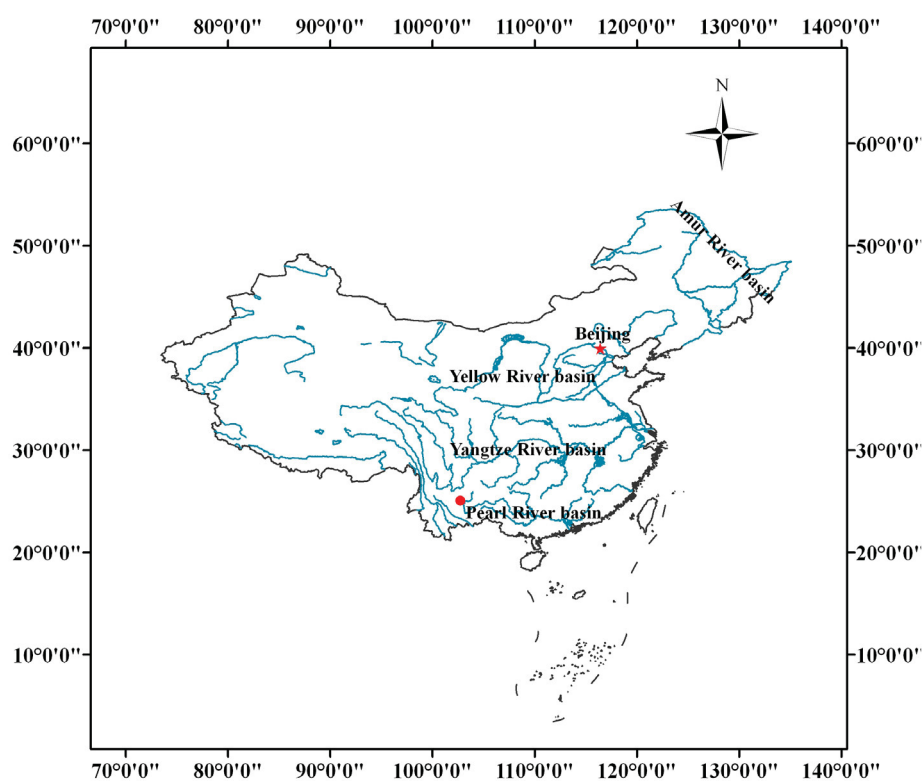 70°0'0" 80°0'0" 90°0'0" 100°0'0" 110°0'0" 120°0'0" 130°0'0" 140°0'0"
N
60°0'0" 60°0'0"
Amur River basin
50°0'0" 50°0'0"
Beijing
40°0'0" 40°0'0"
Yellow River basin
30°0'0" 30°0'0"
Yangtze River basin
Pearl River basin
20°0'0" 20°0'0"
10°0'0" 10°0'0"
70°0'0" 80°0'0" 90°0'0" 100°0'0" 110°0'0" 120°0'0" 130°0'0" 140°0'0"